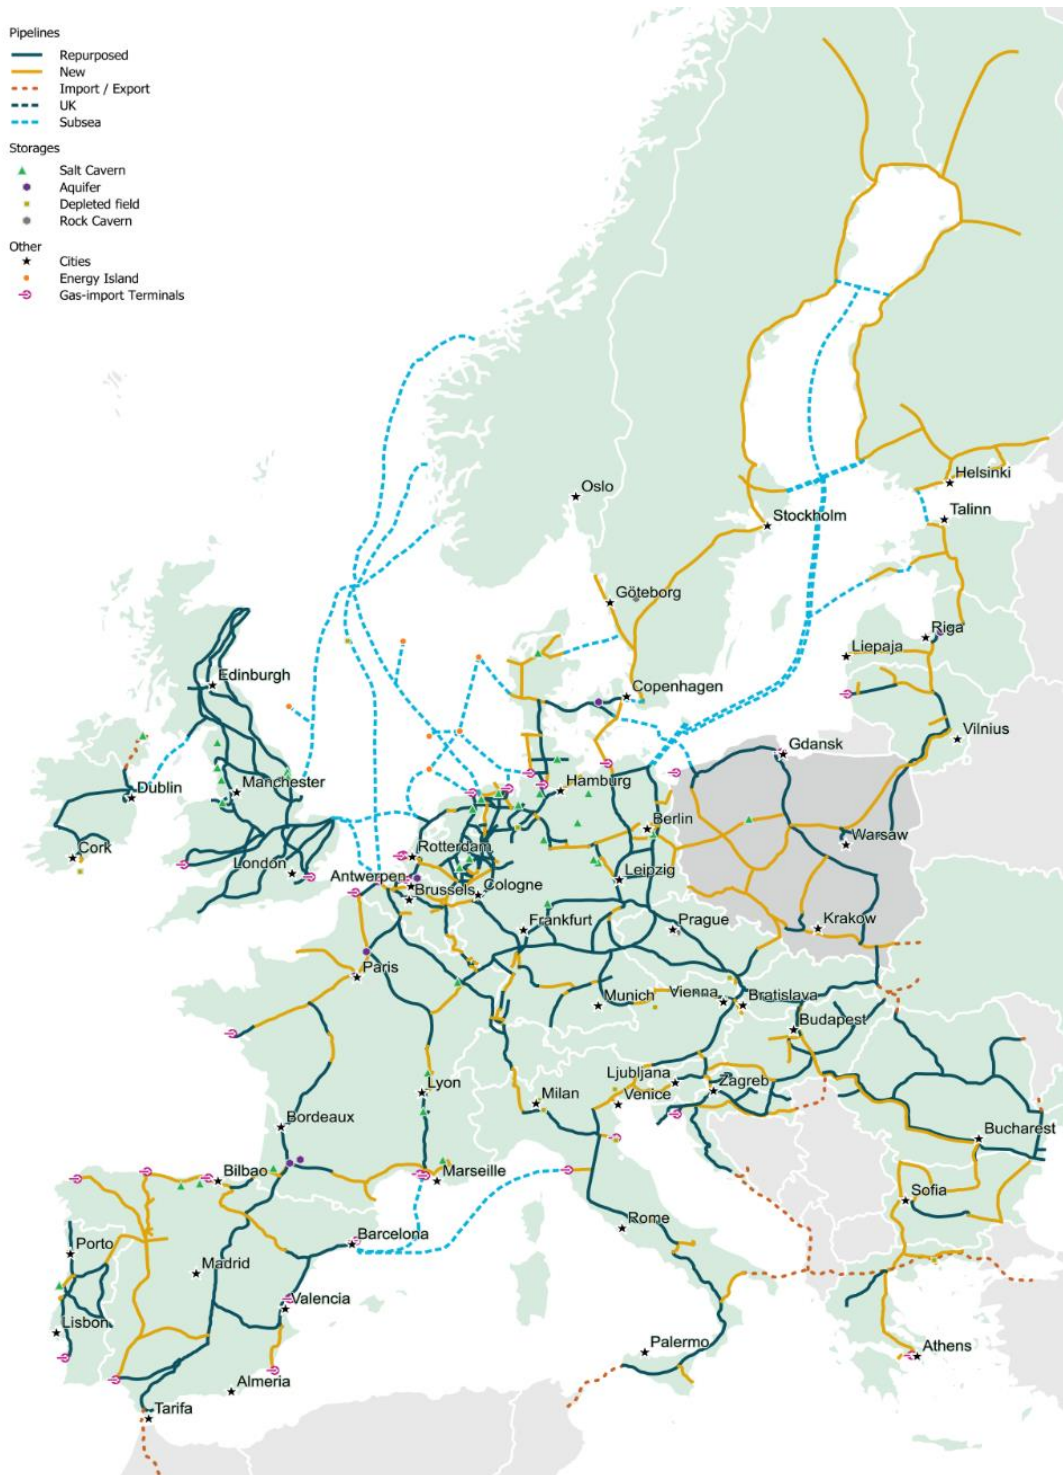 Pipelines
Repurposed
New
Import / Export
UK
Subsea
Storages
Salt Cavern
Aquifer
Depleted field
Rock Cavern
Other
Cities
Energy Island
Gas-import Terminals
Helsinki
Oslo
Talinn
Stockholm
Göteborg
Riga
Liepaja
Edinburgh
Copenhagen
Vilnius
Gdansk
Dublin
Manchester
Hamburg
Berlin
Warsaw
Cork
London
Rotterdam
Antwerpen
Brussels
Cologne
Leipzig
Frankfurt
Prague
Krakow
Paris
Munich
Vienna
Bratislava
Budapest
Lyon
Ljubljana
Zagreb
Milan
Venice
Bordeaux
Bucharest
Bilbao
Marseille
Sofia
Rome
Barcelona
Porto
Madrid
Valencia
Lisbon
Palermo
Athens
Almeria
Tarifa